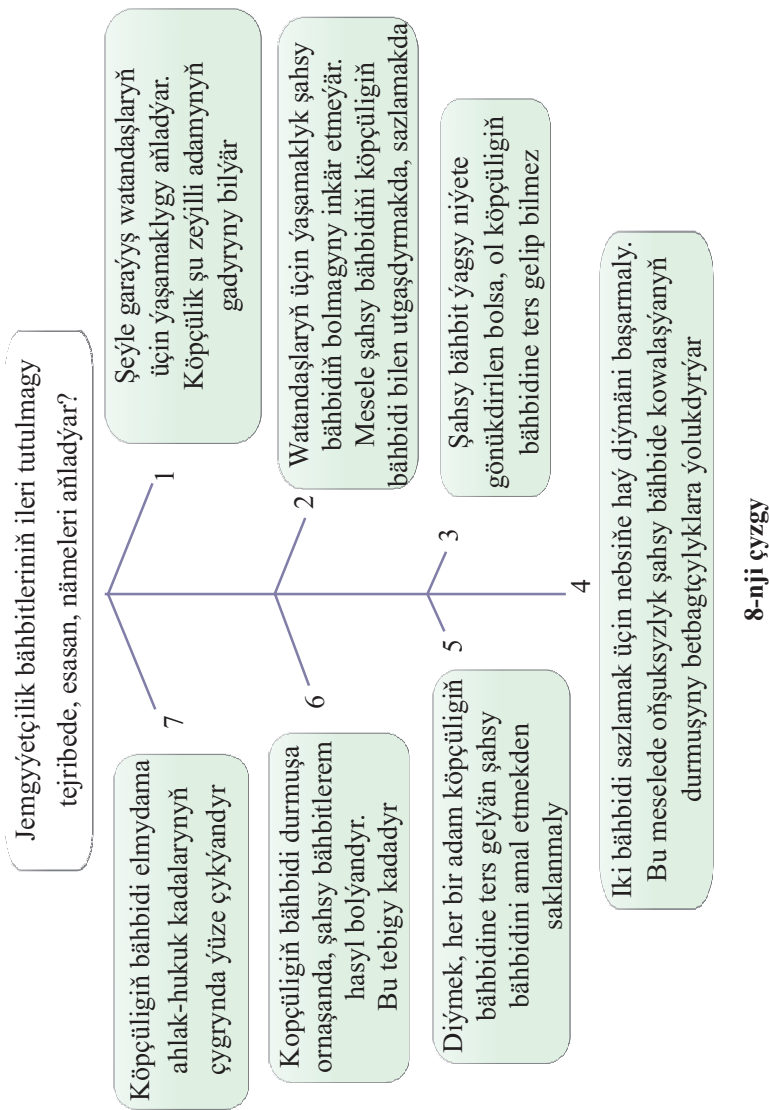 Jemgyýetçilik bähbitleriniň ileri tutulmagy
tejribede, esasan, nämeleri aňladýar?
1
Şeýle garaýyş watandaşlaryň
üçin ýaşamaklygy aňladýar.
Köpçülik şu zeýilli adamynyň
gadyryny bilýär
2
Watandaşlaryň üçin ýaşamaklyk şahsy
bähbidiň bolmagyny inkär etmeýär.
Mesele şahsy bähbidiňi köpçüligiň
bähbidi bilen utgaşdyrmakda, sazlamakda
3
Şahsy bähbit ýagşy niýete
gönükdirilen bolsa, ol köpçüligiň
bähbidine ters gelip bilmez
4
Iki bähbidi sazlamak üçin nebsiňe haý diýmäni başarmaly.
Bu meselede oňşuksyzlyk şahsy bähbide kowalaşýanyň
durmuşyny betbagtçylyklara ýolukdyrýar
5
Diýmek, her bir adam köpçüligiň
bähbidine ters gelýän şahsy
bähbidini amal etmekden
saklanmaly
6
Kopçüligiň bähbidi durmuşa
ornaşanda, şahsy bähbitlerem
hasyl bolýandyr.
Bu tebigy kadadyr
7
Köpçüligiň bähbidi elmydama
ahlak-hukuk kadalarynyň
çygrynda ýüze çykýandyr
8-nji çyzgy